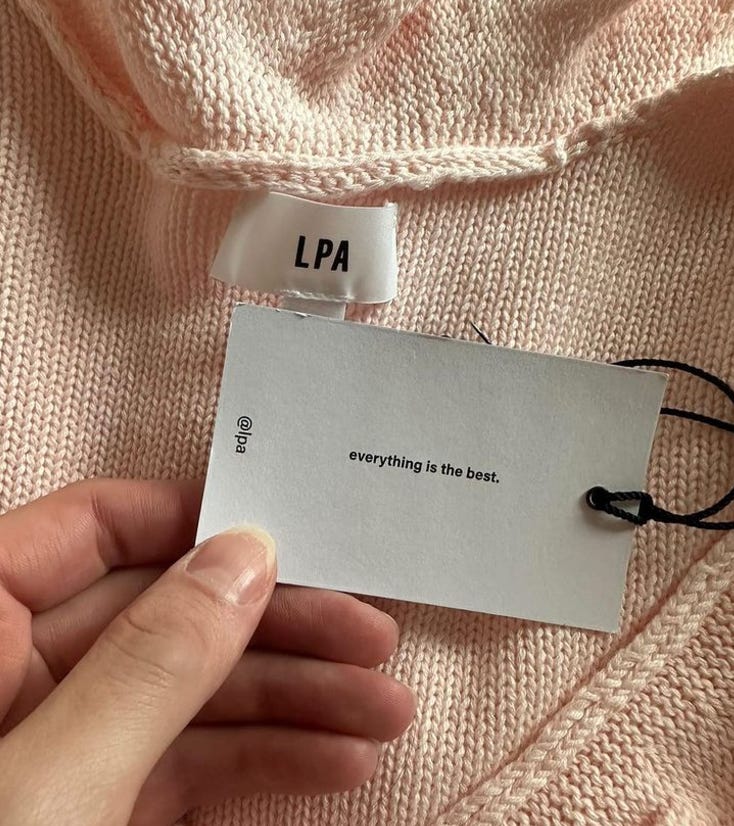 LPA
@lpa
everything is the best.